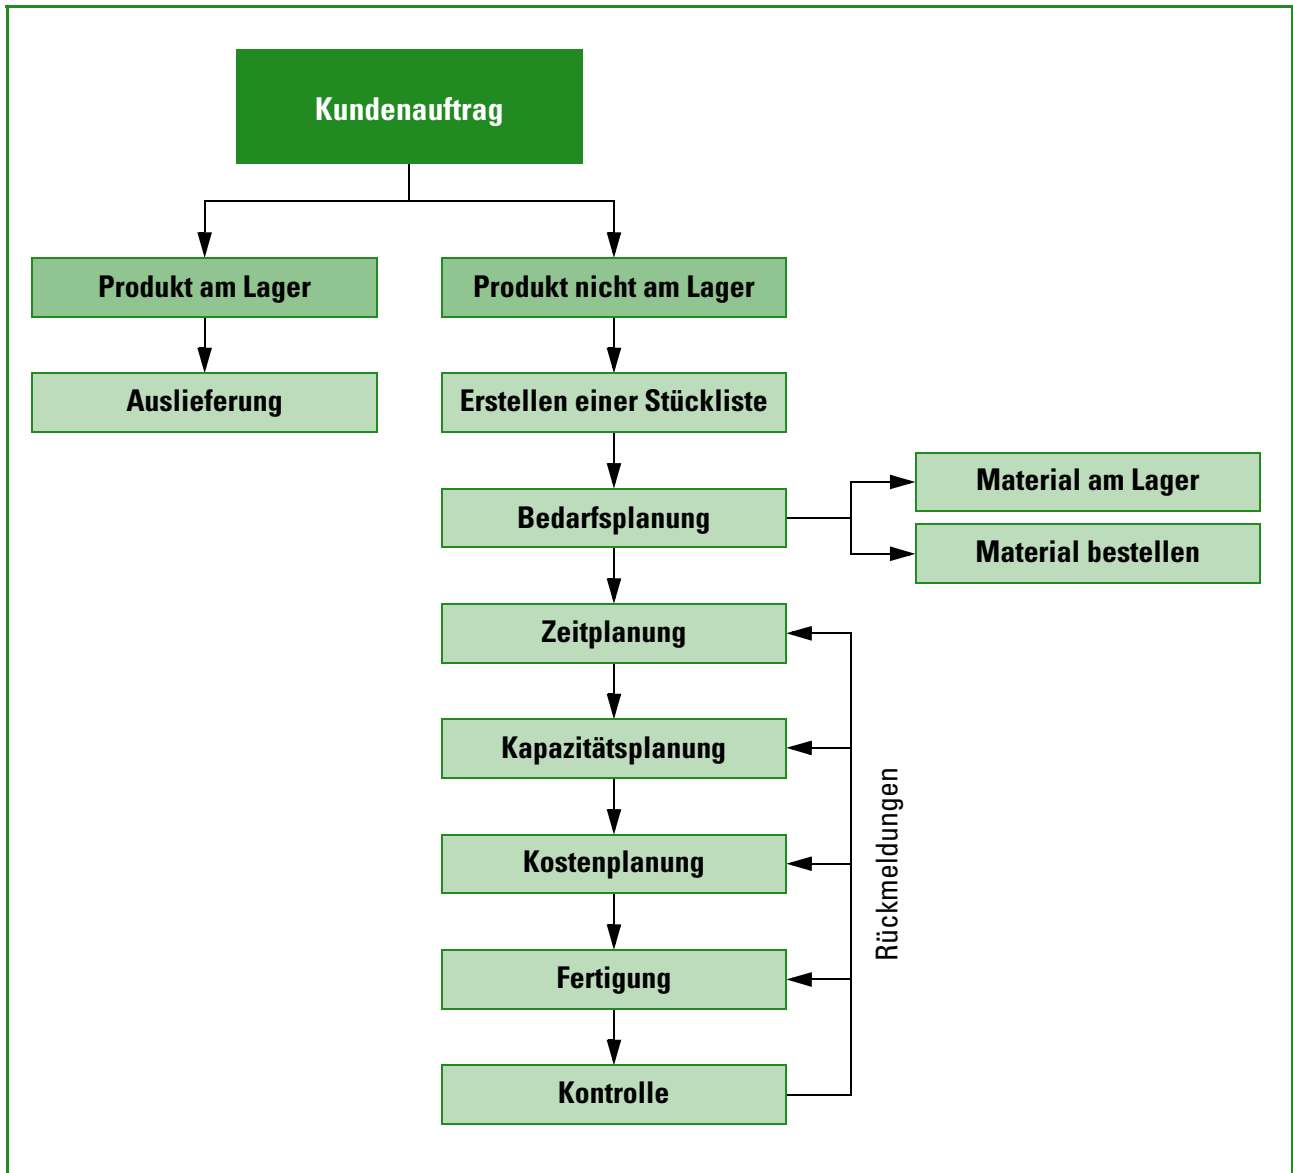 Kundenauftrag
Produkt am Lager
Produkt nicht am Lager
Auslieferung
Erstellen einer Stückliste
Bedarfsplanung
Material am Lager
Material bestellen
Zeitplanung
Kapazitätsplanung
Kostenplanung
Fertigung
Kontrolle
Rückmeldungen